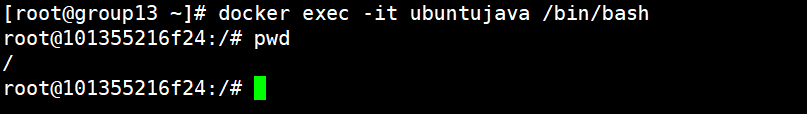 [root@group13 ~]# docker exec -it ubuntujava /bin/bash
root@101355216f24:/# pwd
/
root@101355216f24:/#